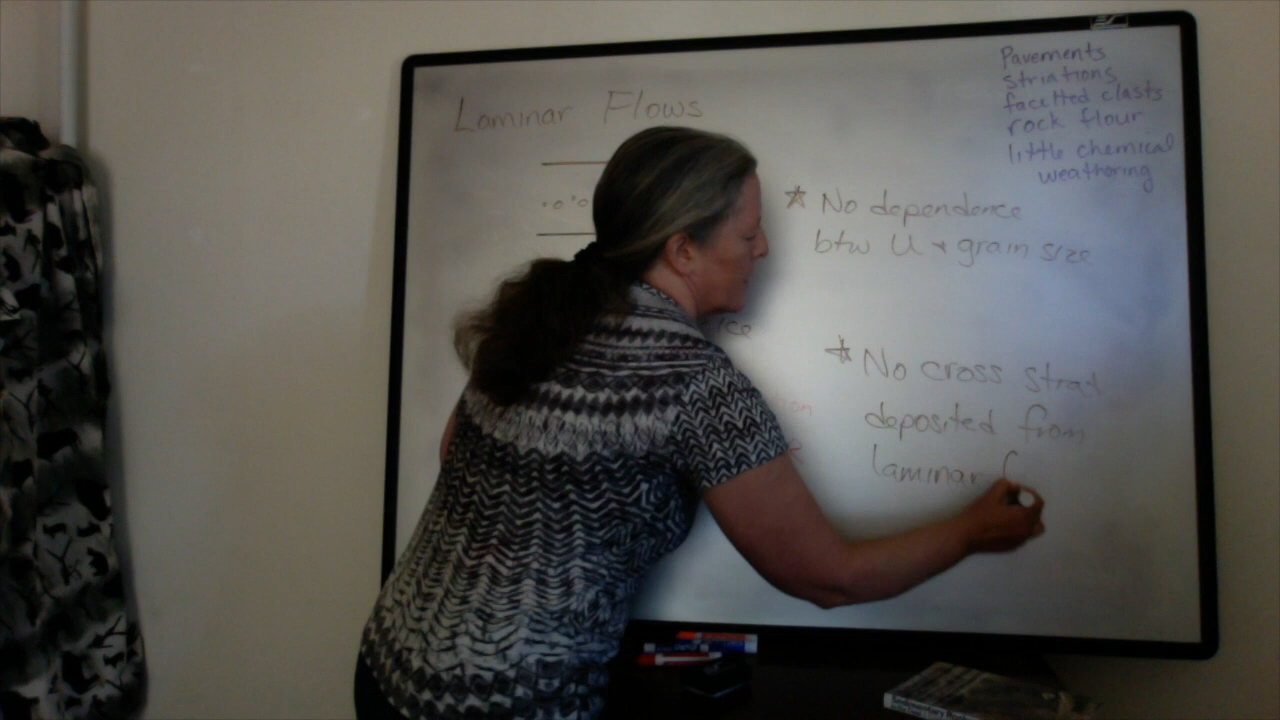 Laminar Flows
Pavements
striations
facetted clasts
rock flour
little chemical
weathering
* No dependence
btw U + grain size
* No cross strat
deposited from
laminar f